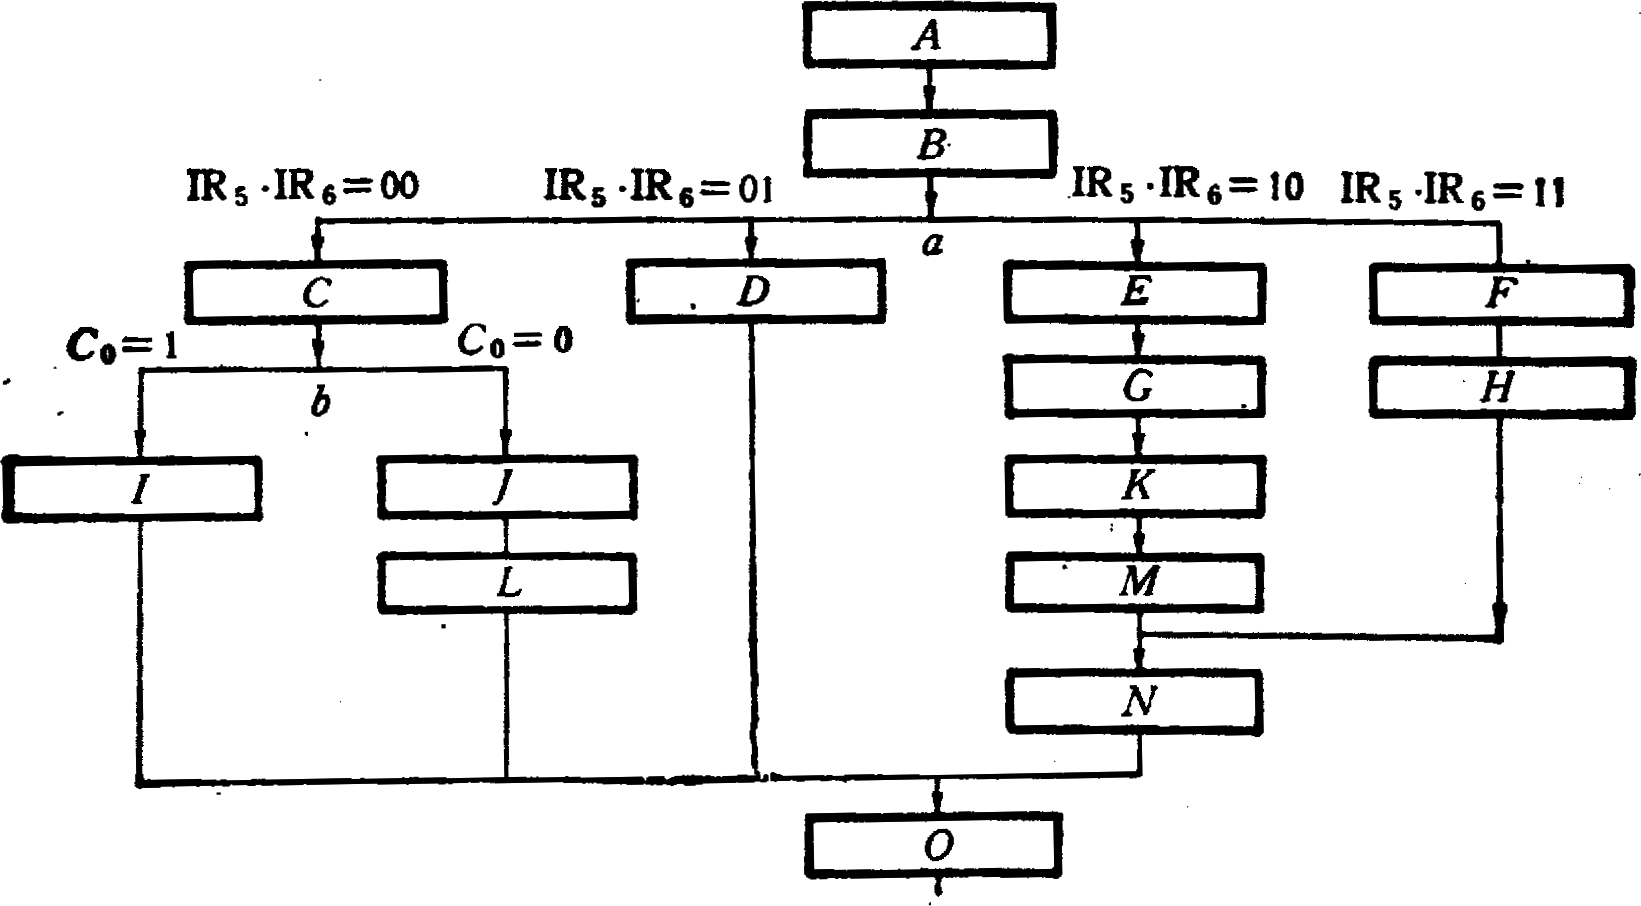 A
B
IR₅·IR₆=00 IR₅·IR₆=01 IR₅·IR₆=10 IR₅·IR₆=11
a
C D E F
C₀=1 C₀=0
b
G H
I J K
L M
N
O